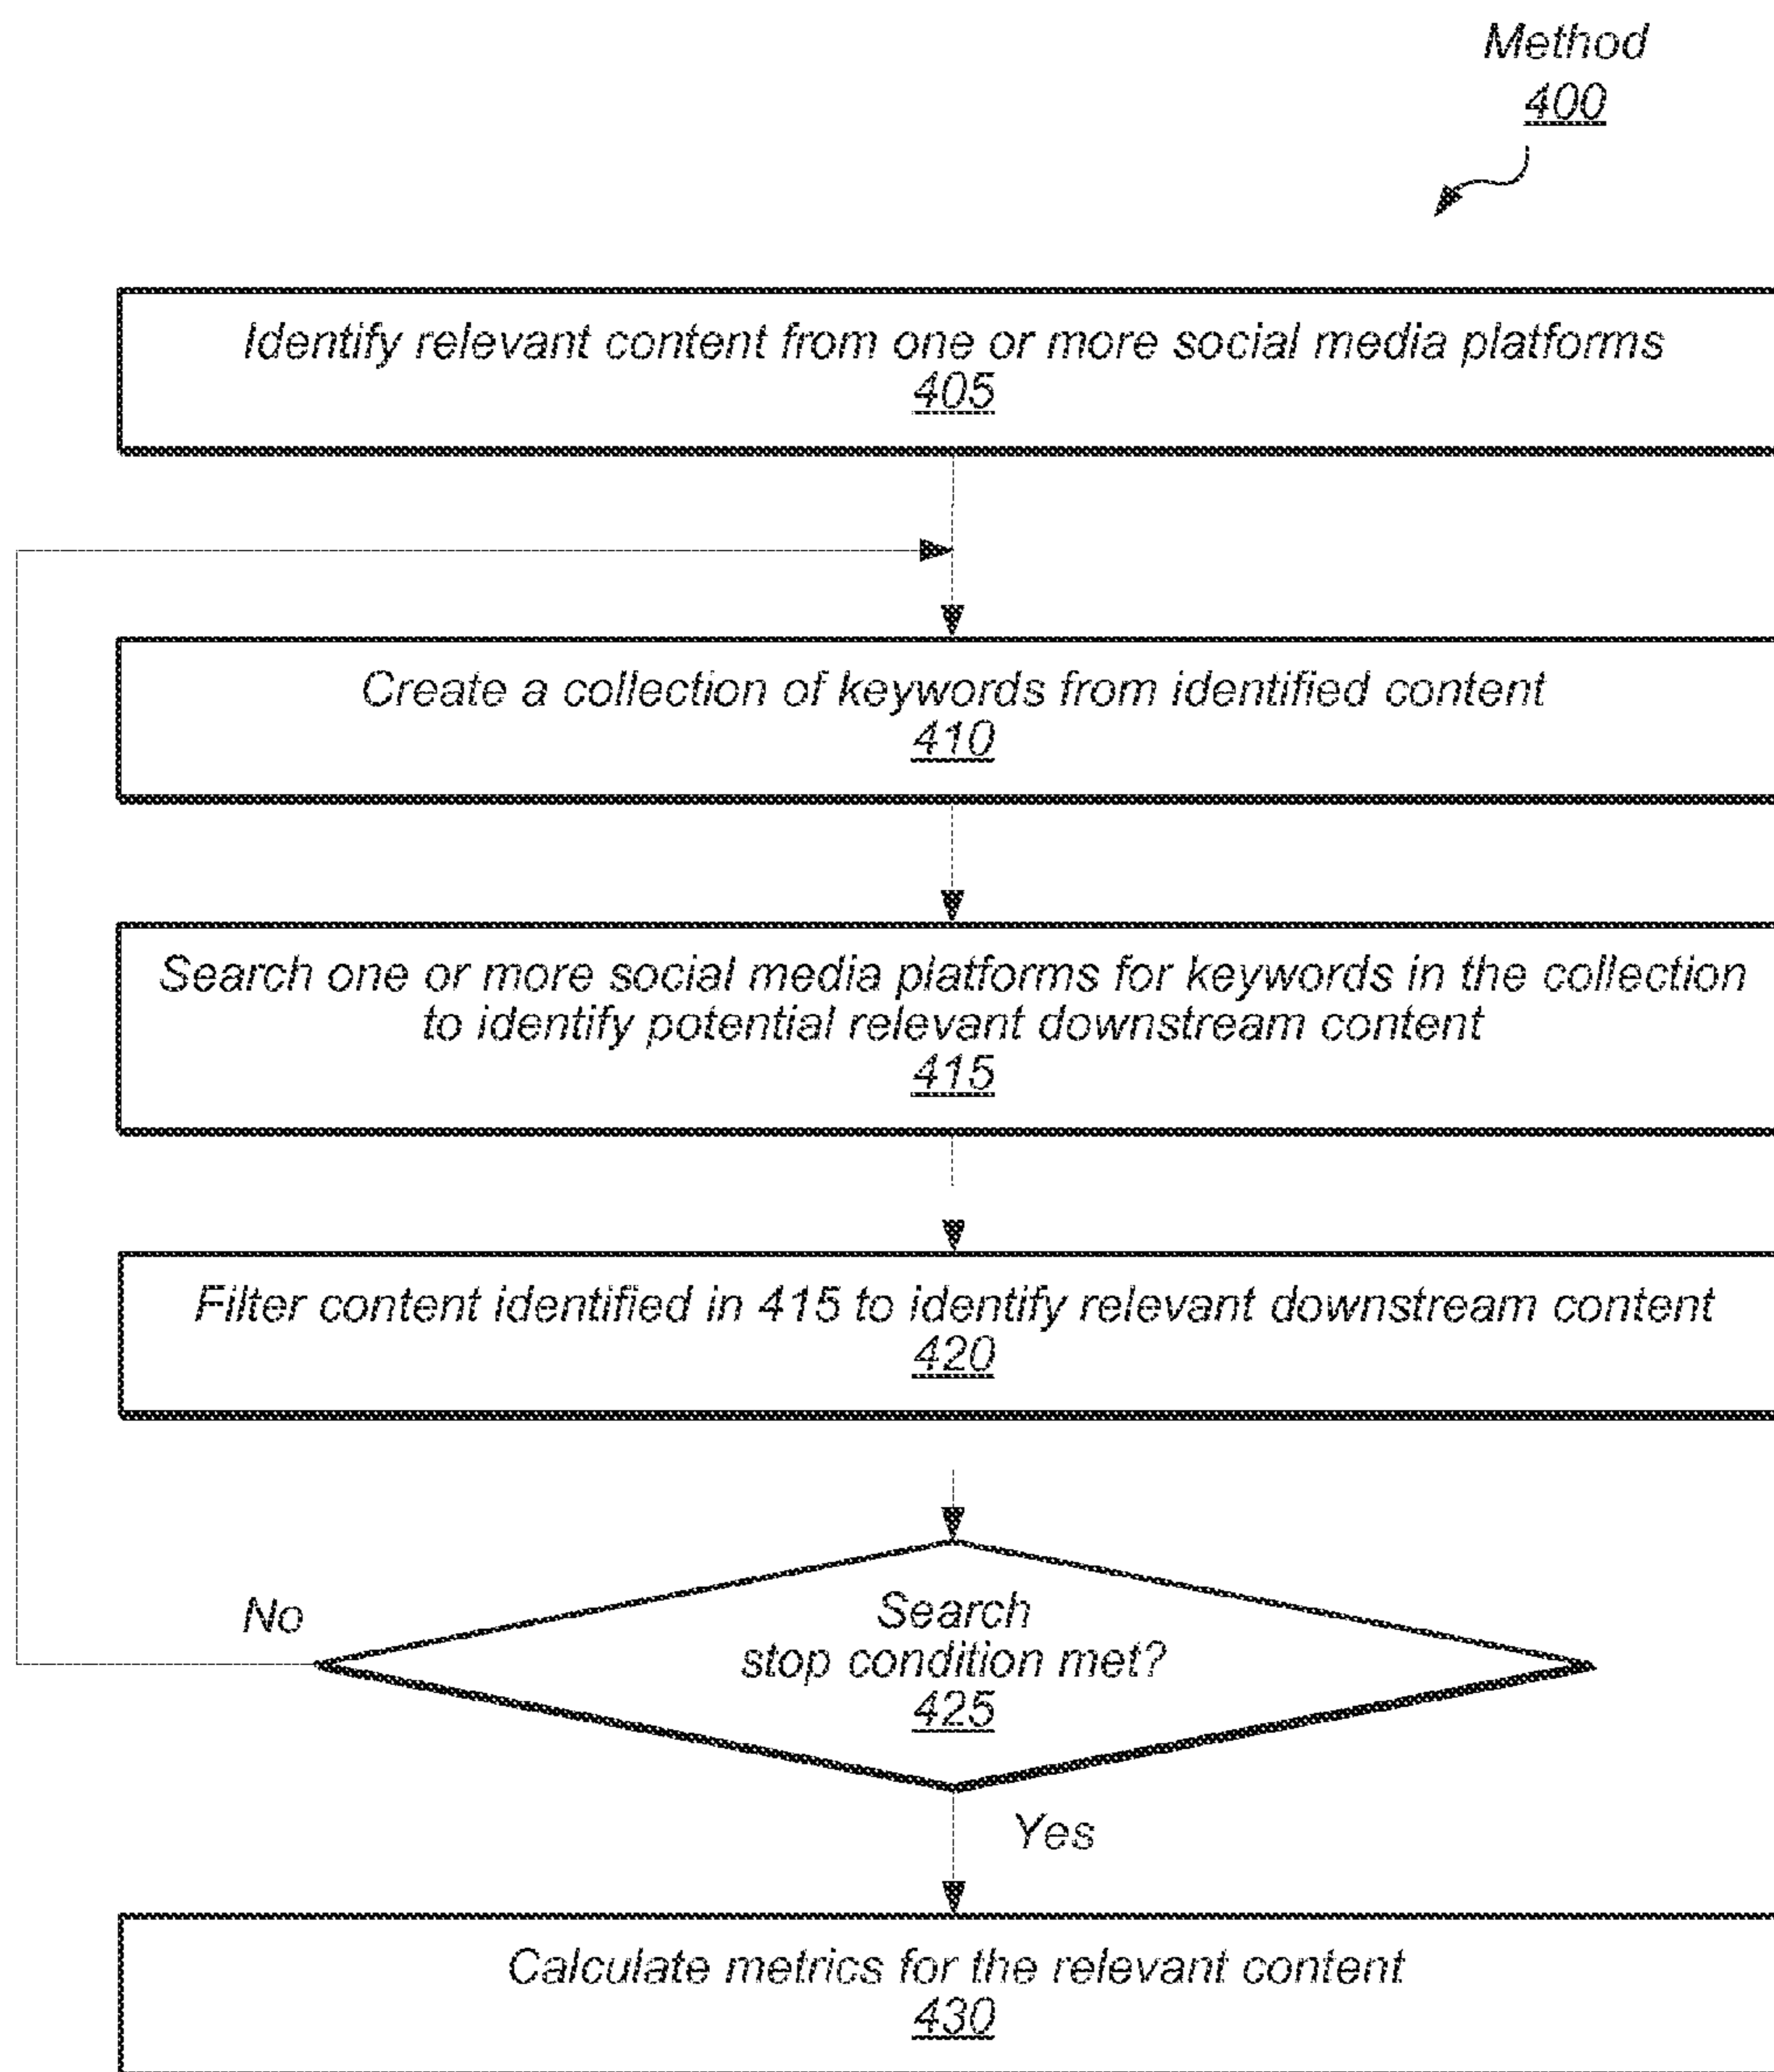 Method
400
Identify relevant content from one or more social media platforms
405
Create a collection of keywords from identified content
410
Search one or more social media platforms for keywords in the collection
to identify potential relevant downstream content
415
Filter content identified in 415 to identify relevant downstream content
420
No
Search
stop condition met?
425
Yes
Calculate metrics for the relevant content
430